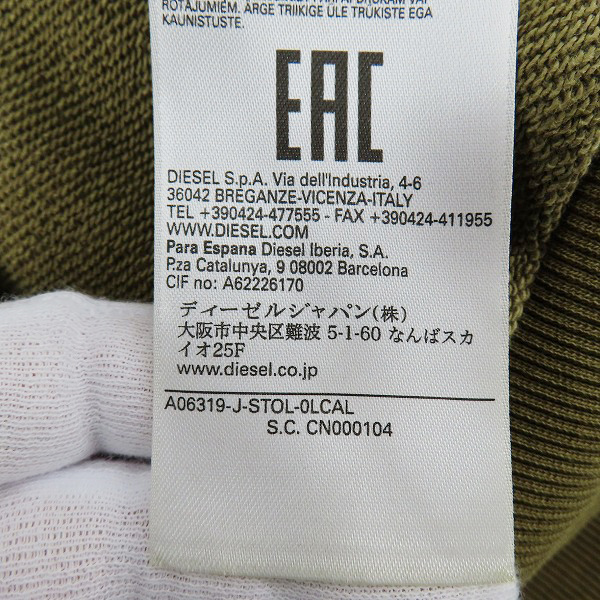 ROTĀJUMIEM. ÄRGE TRIIKIGE ÜLE TRÜKISTE EGA
KAUNISTUSTE.
EAC
DIESEL S.p.A. Via dell'Industria, 4-6
36042 BREGANZE-VICENZA-ITALY
TEL +390424-477555 - FAX +390424-411955
WWW.DIESEL.COM
Para Espana Diesel Iberia, S.A.
P.za Catalunya, 9 08002 Barcelona
CIF no: A62226170
ディーゼルジャパン(株)
大阪市中央区難波 5-1-60 なんばスカ
イオ25F
www.diesel.co.jp
A06319-J-STOL-0LCAL
S.C. CN000104